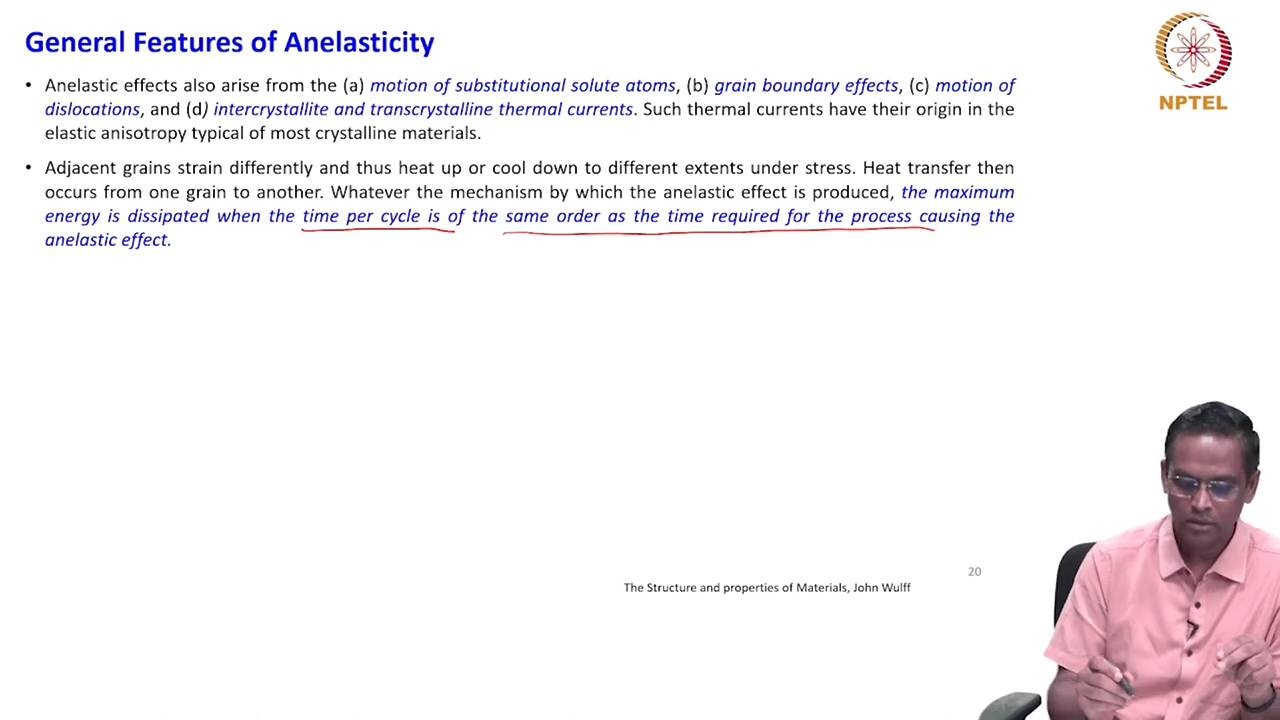 General Features of Anelasticity
NPTEL
• Anelastic effects also arise from the (a) motion of substitutional solute atoms, (b) grain boundary effects, (c) motion of
dislocations, and (d) intercrystallite and transcrystalline thermal currents. Such thermal currents have their origin in the
elastic anisotropy typical of most crystalline materials.
• Adjacent grains strain differently and thus heat up or cool down to different extents under stress. Heat transfer then
occurs from one grain to another. Whatever the mechanism by which the anelastic effect is produced, the maximum
energy is dissipated when the time per cycle is of the same order as the time required for the process causing the
anelastic effect.
20
The Structure and properties of Materials, John Wulff